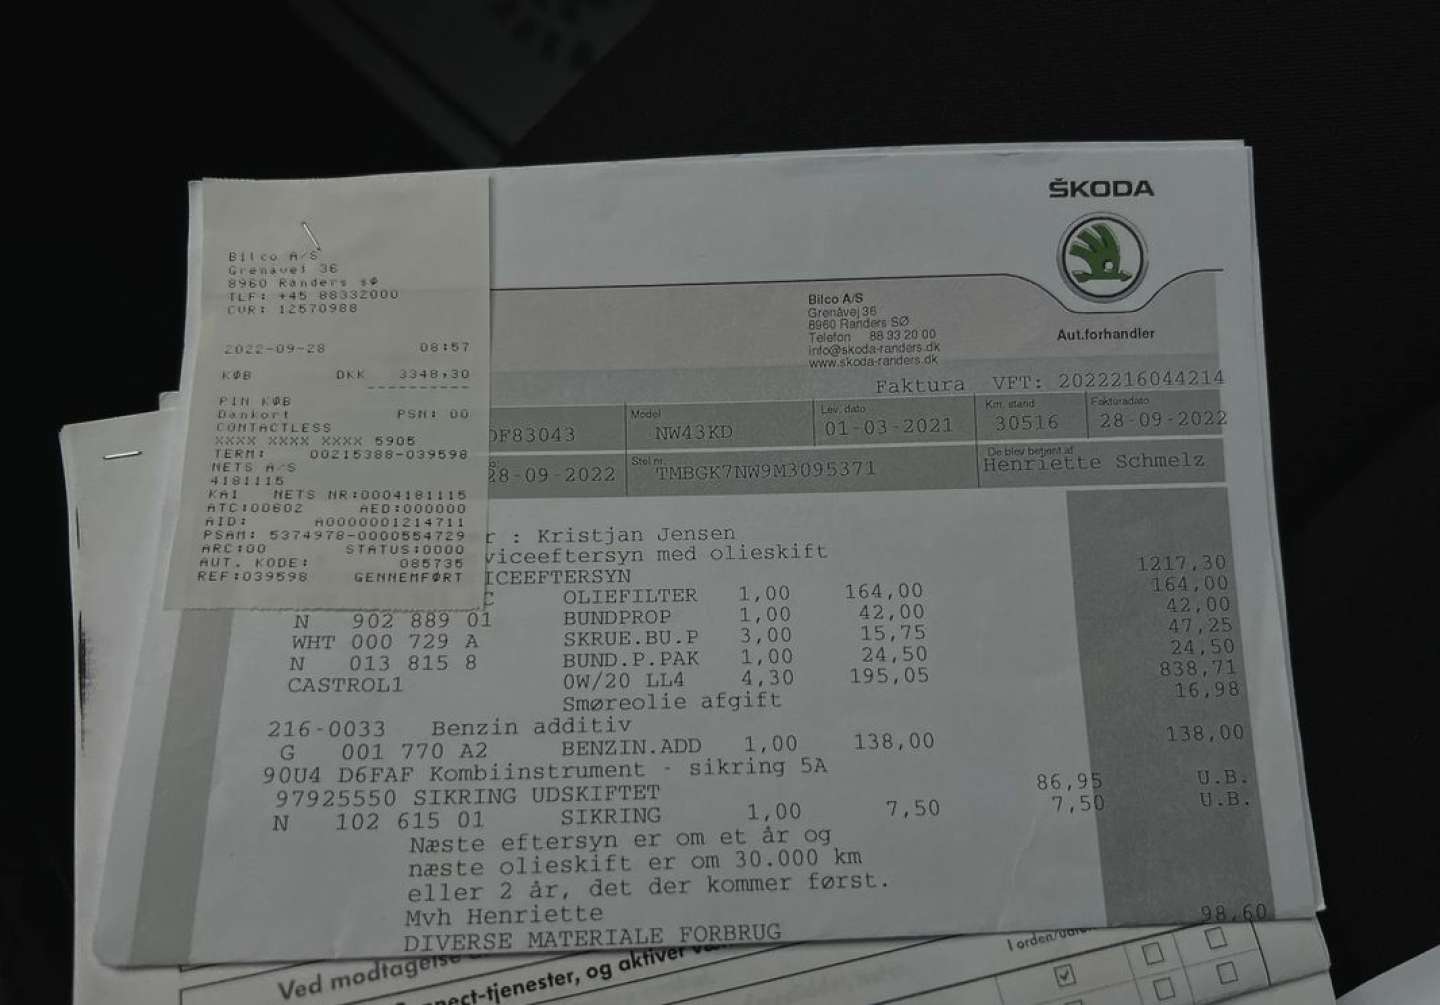 Bilco A/S
Grenåvej 36
8960 Randers SØ
TLF: +45 88332000
CVR: 12570988
2022-09-28 08:57
KØB DKK 3348,30
----------
PIN KØB
Dankort PSN: 00
CONTACTLESS
XXXX XXXX XXXX 5905
TERM: 00215388-039598
NETS A/S
4181115
KA1 NETS NR:0004181115
ATC:00602 AED:000000
AID: A0000001214711
PSAM: 5374978-0000554729
ARC:00 STATUS:0000
AUT. KODE: 085735
REF:039598 GENNEMFØRT
ŠKODA
Aut.forhandler
Bilco A/S
Grenåvej 36
8960 Randers SØ
Telefon 88 33 20 00
info@skoda-randers.dk
www.skoda-randers.dk
Faktura VFT: 2022216044214
Model Lev. dato Km. stand Fakturadato
DF83043 NW43KD 01-03-2021 30516 28-09-2022
Stel nr. De blev betjent af
28-09-2022 TMBGK7NW9M3095371 Henriette Schmelz
r : Kristjan Jensen
viceeftersyn med olieskift
ICEEFTERSYN 1217,30
C OLIEFILTER 1,00 164,00 164,00
N 902 889 01 BUNDPROP 1,00 42,00 42,00
WHT 000 729 A SKRUE.BU.P 3,00 15,75 47,25
N 013 815 8 BUND.P.PAK 1,00 24,50 24,50
CASTROL1 0W/20 LL4 4,30 195,05 838,71
Smøreolie afgift 16,98
216-0033 Benzin additiv
G 001 770 A2 BENZIN.ADD 1,00 138,00 138,00
90U4 D6FAF Kombiinstrument - sikring 5A
97925550 SIKRING UDSKIFTET 86,95 U.B.
N 102 615 01 SIKRING 1,00 7,50 7,50 U.B.
Næste eftersyn er om et år og
næste olieskift er om 30.000 km
eller 2 år, det der kommer først.
Mvh Henriette
DIVERSE MATERIALE FORBRUG 98,60
Ved modtagelse
I orden/
nect-tjenester, og aktiver